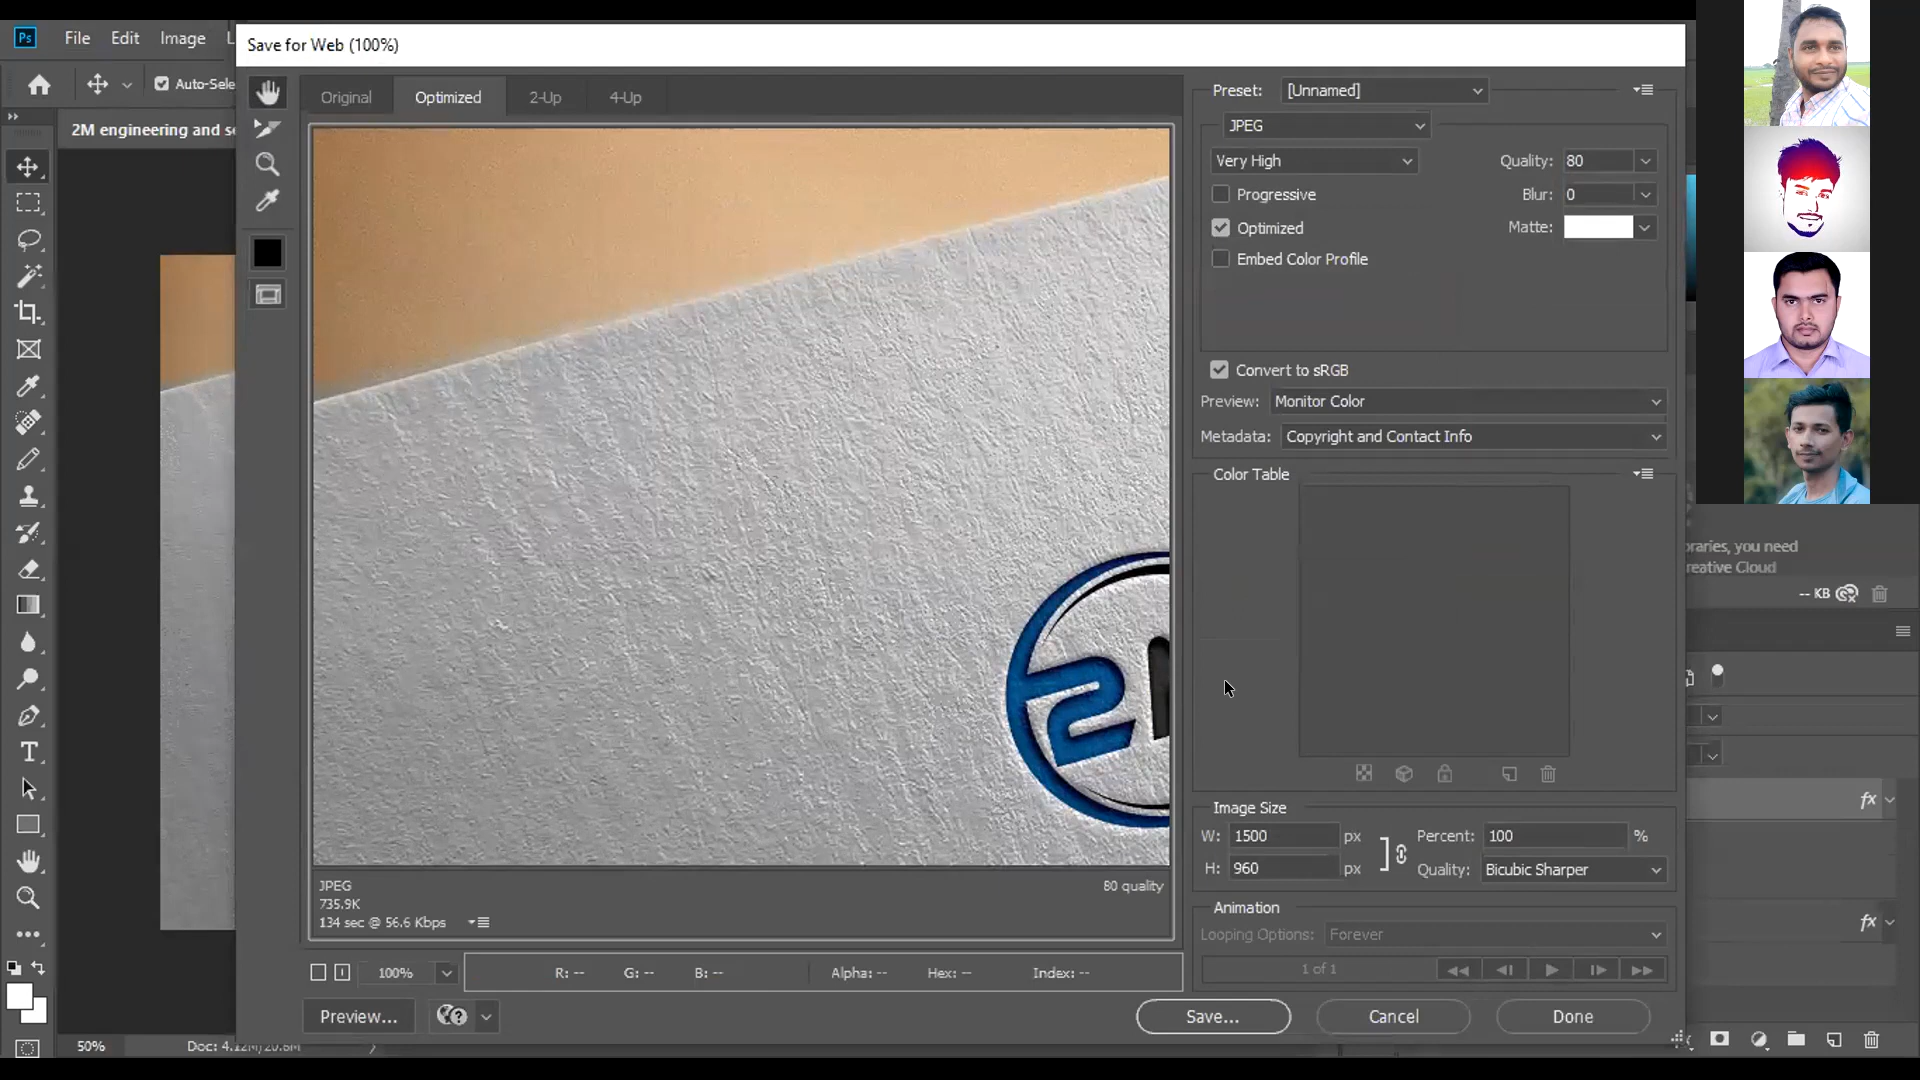 Ps File Edit Image
Save for Web (100%)
Auto-Sele
2M engineering and s
Original Optimized 2-Up 4-Up
Preset: [Unnamed]
JPEG
Very High Quality: 80
Progressive Blur: 0
Optimized Matte:
Embed Color Profile
Convert to sRGB
Preview: Monitor Color
Metadata: Copyright and Contact Info
Color Table
raries, you need
reative Cloud
-- KB
2
fx
Image Size
W: 1500 px Percent: 100 %
H: 960 px Quality: Bicubic Sharper
JPEG 80 quality
735.9K
134 sec @ 56.6 Kbps
Animation
Looping Options: Forever
fx
1 of 1
100% R: -- G: -- B: -- Alpha: -- Hex: -- Index: --
Preview... Save... Cancel Done
50% Doc: 4.12M/20.6M